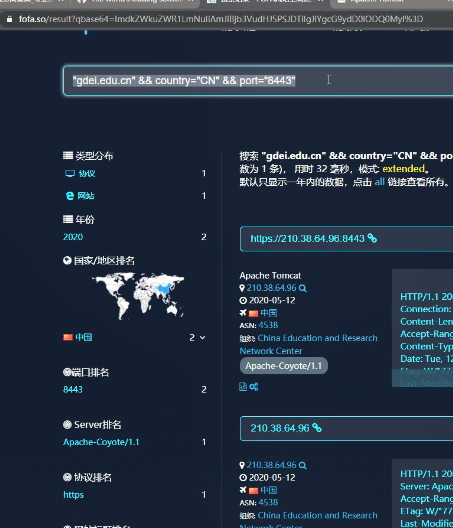 fofa.so/result?qbase64=ImdkZWkuZWR1LmNuIiAmJiBjb3VudHJ5PSJDTiIgJiYgcG9ydD0iODQ0MyI%3D
"gdei.edu.cn" && country="CN" && port="8443"
类型分布
协议 1
网站 1
年份
2020 2
国家/地区排名
中国 2
端口排名
8443 2
Server排名
Apache-Coyote/1.1 1
协议排名
https 1
搜索 "gdei.edu.cn" && country="CN" && po
数为 1 条)， 用时 32 毫秒，模式: extended。
默认只显示一年内的数据，点击 all 链接查看所有。
https://210.38.64.96:8443
Apache Tomcat
210.38.64.96
2020-05-12
中国
ASN: 4538
组织: China Education and Research
Network Center
Apache-Coyote/1.1
HTTP/1.1 20
Connection:
Content-Len
Accept-Rang
Content-Typ
Date: Tue, 12
ETag: W/"77
Last-Modifie
210.38.64.96
210.38.64.96
2020-05-12
中国
ASN: 4538
组织: China Education and Research
HTTP/1.1 200
Server: Apac
Accept-Rang
ETag: W/"77
Last-Modifie
Content-Typ